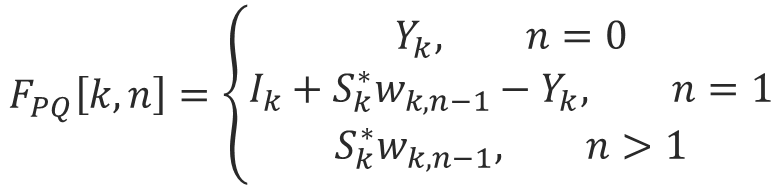 Y_k, n = 0
F_{PQ}[k, n] = { I_k + S_k^* w_{k,n−1} − Y_k, n = 1
S_k^* w_{k,n−1}, n > 1